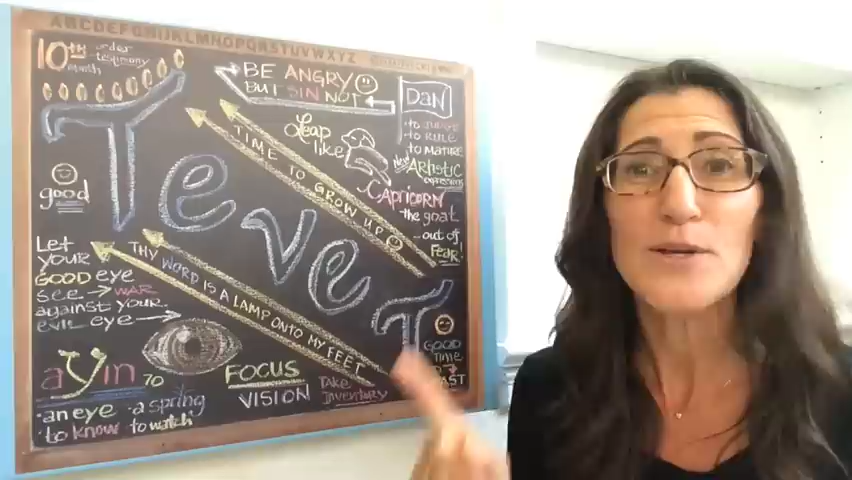 ABCDEFGHIJKLMNOPQRSTUVWXYZ
10TH order
testimony
month
BE ANGRY
BUT SIN NOT
DaN
to JUDGE
to RULE
to MATURE
New
ARtistic
expressions
Leap
like
CAPRICORN
the goat
out of
FeaR!
TIME TO GROW UP
TeveT
good
THY WORD IS A LAMP ONTO MY FEET
Let
YOUR
GOOD eye
see → WAR
against YOUR
evil eye →
ayin 70
•an eye •a spring
•to know to watch
FOCUS
VISION
TAKE
Inventory
GOOD
TIME